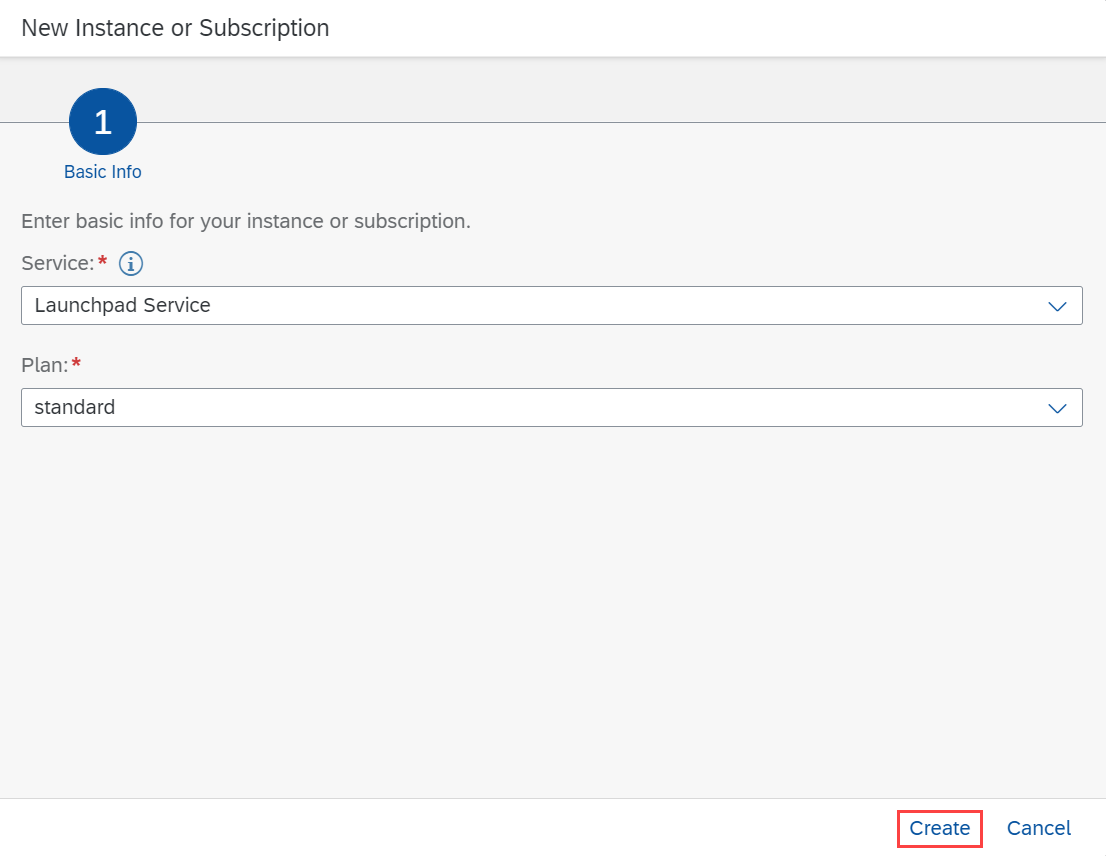 New Instance or Subscription
1
Basic Info
Enter basic info for your instance or subscription.
Service:*
Launchpad Service
Plan:*
standard
Create Cancel